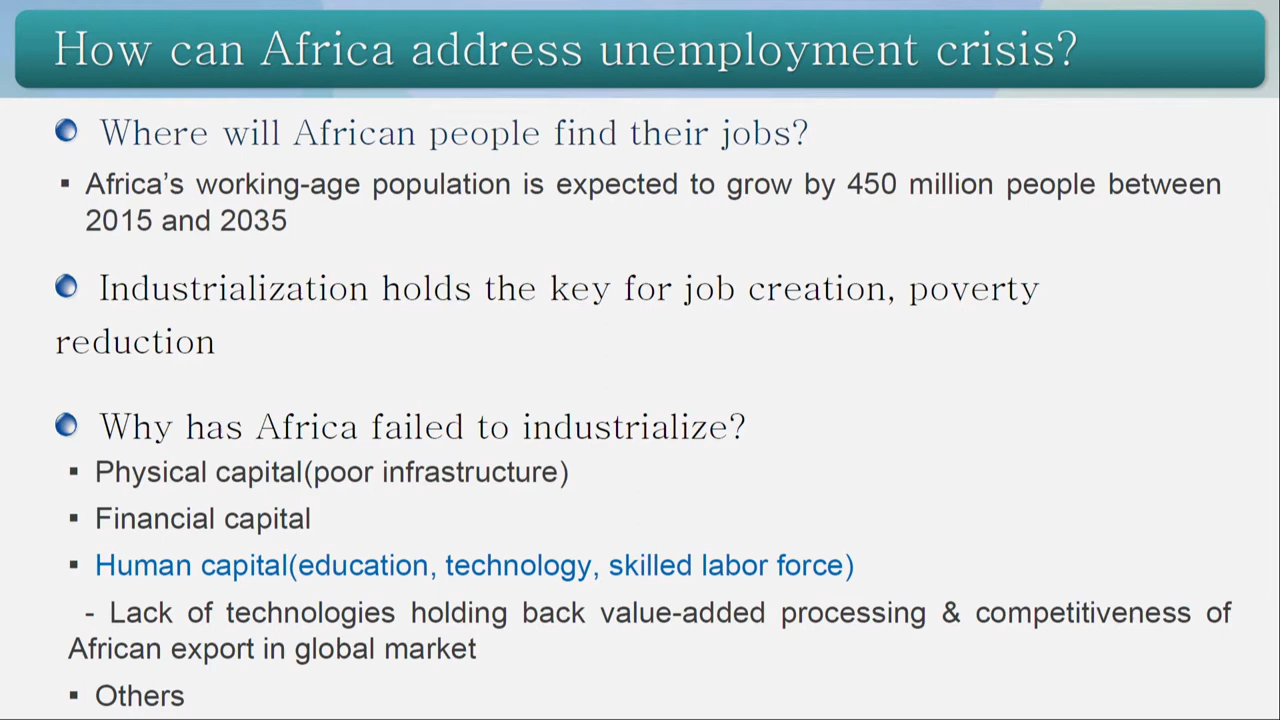 How can Africa address unemployment crisis?
Where will African people find their jobs?
▪ Africa's working-age population is expected to grow by 450 million people between
2015 and 2035
Industrialization holds the key for job creation, poverty
reduction
Why has Africa failed to industrialize?
▪ Physical capital(poor infrastructure)
▪ Financial capital
▪ Human capital(education, technology, skilled labor force)
- Lack of technologies holding back value-added processing & competitiveness of
African export in global market
▪ Others